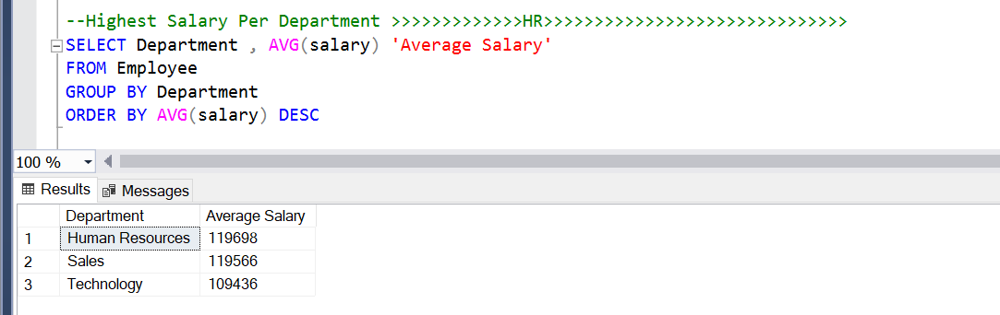 --Highest Salary Per Department >>>>>>>>>>>>>HR>>>>>>>>>>>>>>>>>>>>>>>>>>>>>>
SELECT Department , AVG(salary) 'Average Salary'
FROM Employee
GROUP BY Department
ORDER BY AVG(salary) DESC
100 %
Results Messages
Department Average Salary
1 Human Resources 119698
2 Sales 119566
3 Technology 109436